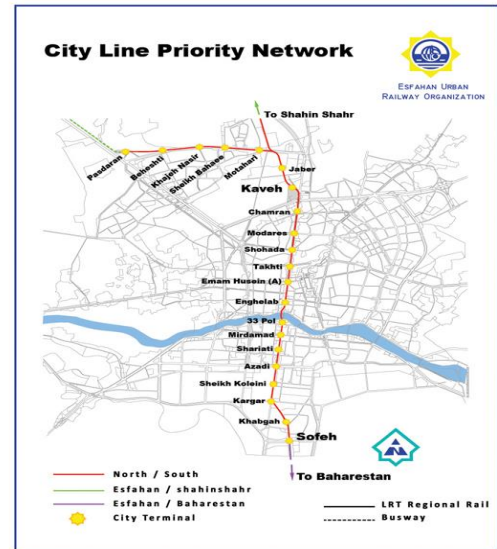 City Line Priority Network
ESFAHAN URBAN
RAILWAY ORGANIZATION
To Shahin Shahr
Pasdaran
Beheshti
Khajeh Nasir
Sheikh Bahaee
Motahari
Jaber
Kaveh
Chamran
Modares
Shohada
Takhti
Emam Husein (A)
Enghelab
33 Pol
Mirdamad
Shariati
Azadi
Sheikh Koleini
Kargar
Khabgah
Sofeh
To Baharestan
North / South
Esfahan / shahinshahr
Esfahan / Baharestan
City Terminal
LRT Regional Rail
Busway